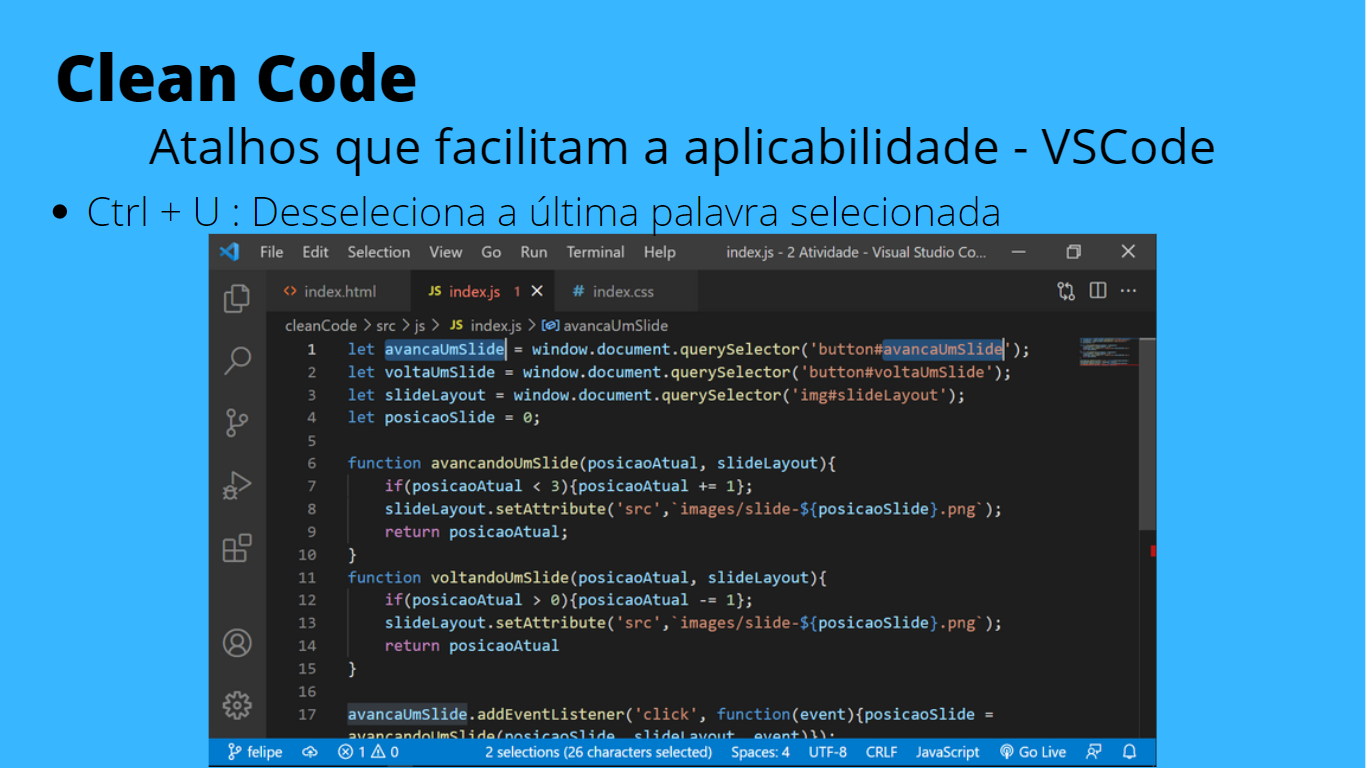 Clean Code
Atalhos que facilitam a aplicabilidade - VSCode
• Ctrl + U : Desseleciona a última palavra selecionada
File Edit Selection View Go Run Terminal Help index.js - 2 Atividade - Visual Studio Co...
<> index.html JS index.js 1 # index.css
cleanCode > src > js > JS index.js > avancaUmSlide
1 let avancaUmSlide = window.document.querySelector('button#avancaUmSlide');
2 let voltaUmSlide = window.document.querySelector('button#voltaUmSlide');
3 let slideLayout = window.document.querySelector('img#slideLayout');
4 let posicaoSlide = 0;
5
6 function avancandoUmSlide(posicaoAtual, slideLayout){
7 if(posicaoAtual < 3){posicaoAtual += 1};
8 slideLayout.setAttribute('src',`images/slide-${posicaoSlide}.png`);
9 return posicaoAtual;
10 }
11 function voltandoUmSlide(posicaoAtual, slideLayout){
12 if(posicaoAtual > 0){posicaoAtual -= 1};
13 slideLayout.setAttribute('src',`images/slide-${posicaoSlide}.png`);
14 return posicaoAtual
15 }
16
17 avancaUmSlide.addEventListener('click', function(event){posicaoSlide =
avancandoUmSlide(posicaoSlide, slideLayout, event)});
felipe 1 0 2 selections (26 characters selected) Spaces: 4 UTF-8 CRLF JavaScript Go Live